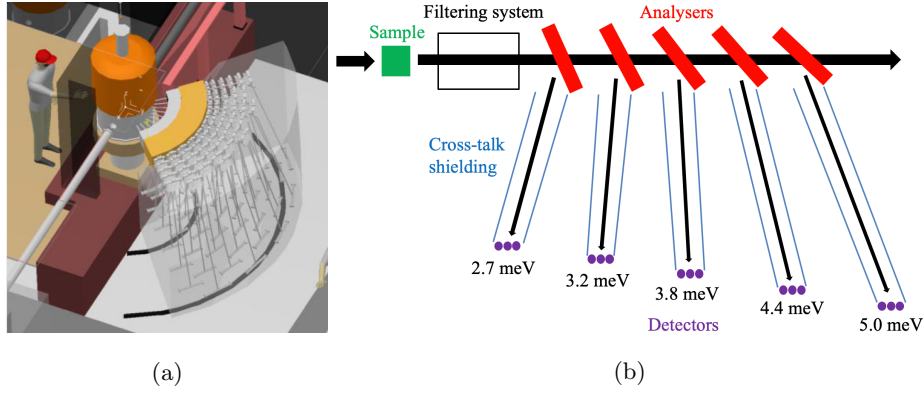 Filtering system
Analysers
Sample
Cross-talk
shielding
2.7 meV
3.2 meV
3.8 meV
4.4 meV
5.0 meV
Detectors
(a)
(b)